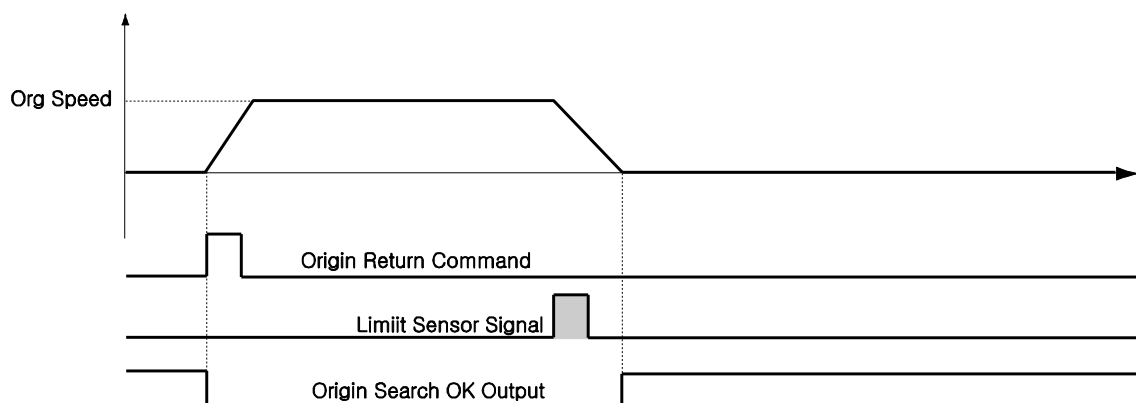 Org Speed
Origin Return Command
Limiit Sensor Signal
Origin Search OK Output